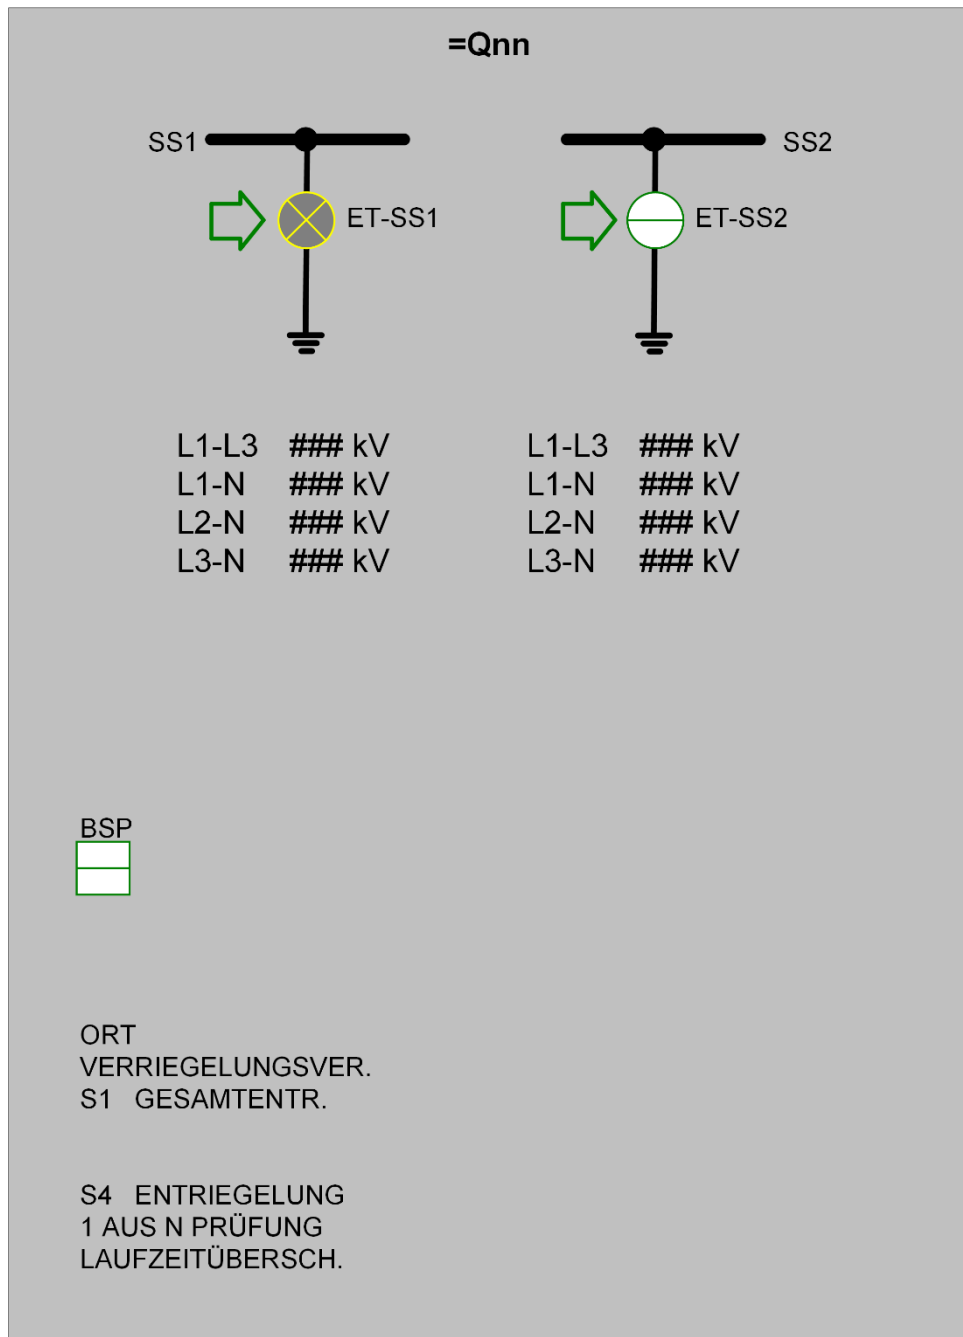 =Qnn
SS1 SS2
ET-SS1 ET-SS2
L1-L3 ### kV L1-L3 ### kV
L1-N ### kV L1-N ### kV
L2-N ### kV L2-N ### kV
L3-N ### kV L3-N ### kV
BSP
ORT
VERRIEGELUNGSVER.
S1 GESAMTENTR.
S4 ENTRIEGELUNG
1 AUS N PRÜFUNG
LAUFZEITÜBERSCH.